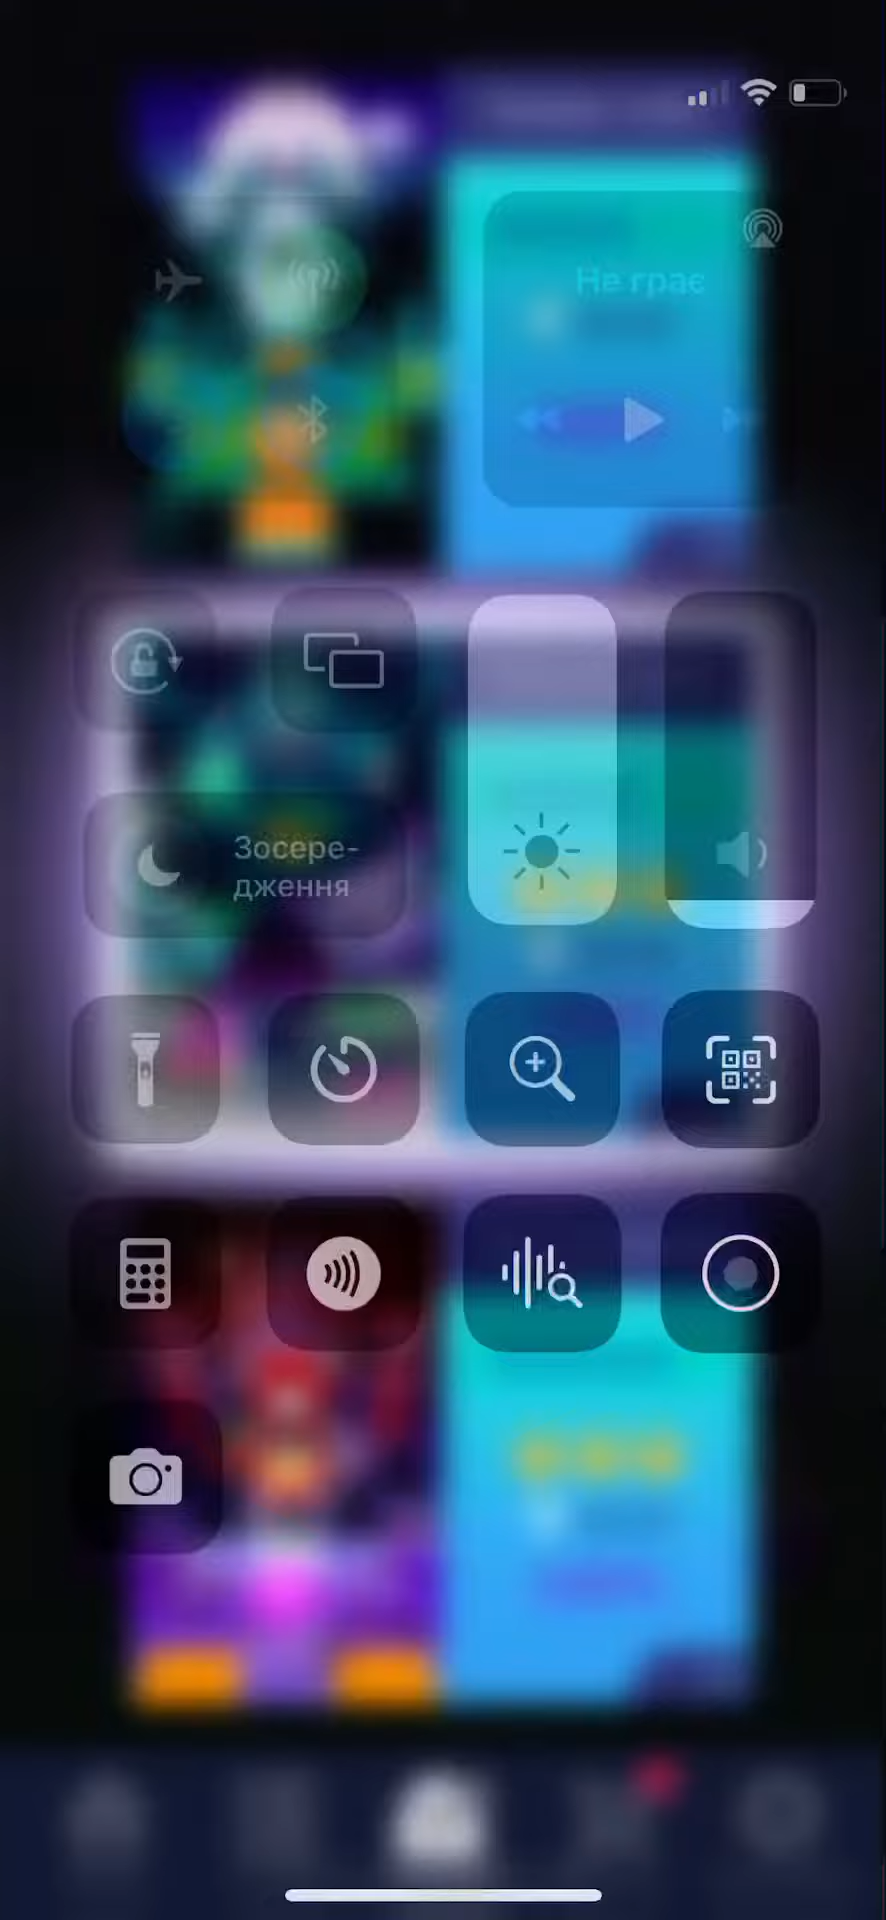 Не грає
Зосере-
дження